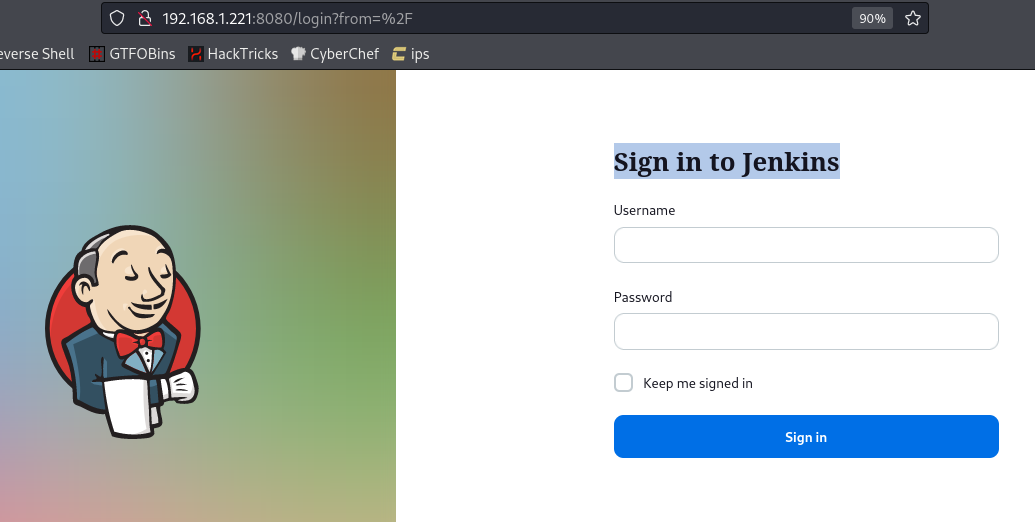 192.168.1.221:8080/login?from=%2F
90%
everse Shell GTFOBins HackTricks CyberChef ips
Sign in to Jenkins
Username
Password
Keep me signed in
Sign in